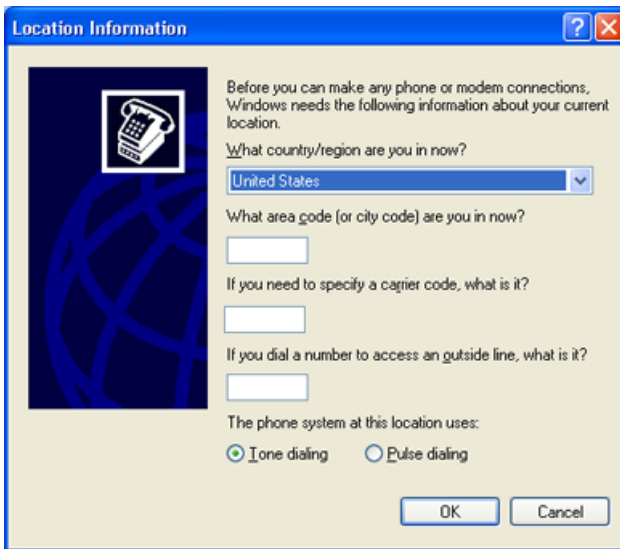 Location Information
Before you can make any phone or modem connections,
Windows needs the following information about your current
location.
What country/region are you in now?
United States
What area code (or city code) are you in now?
If you need to specify a carrier code, what is it?
If you dial a number to access an outside line, what is it?
The phone system at this location uses:
Tone dialing Pulse dialing
OK Cancel